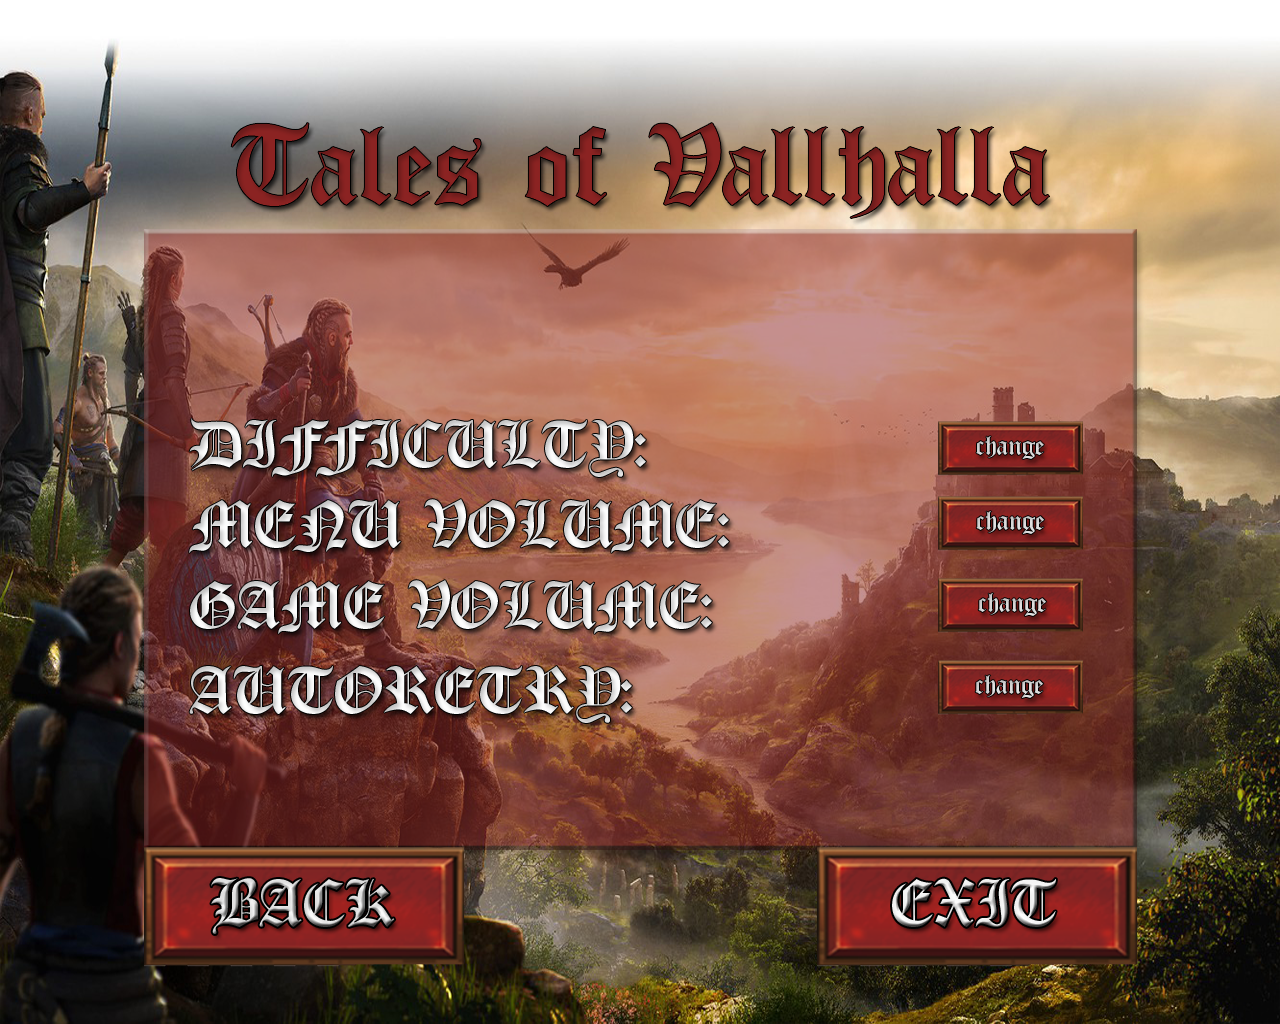 Tales of Vallhalla
DIFFICULTY: change
MENU VOLUME: change
GAME VOLUME: change
AUTORETRY: change
BACK EXIT